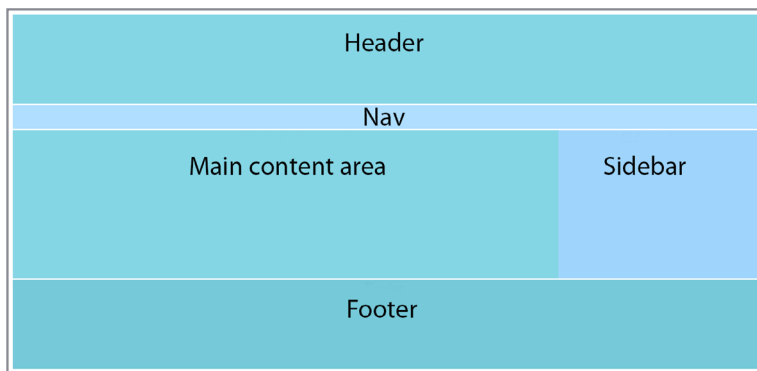 Header
Nav
Main content area
Sidebar
Footer